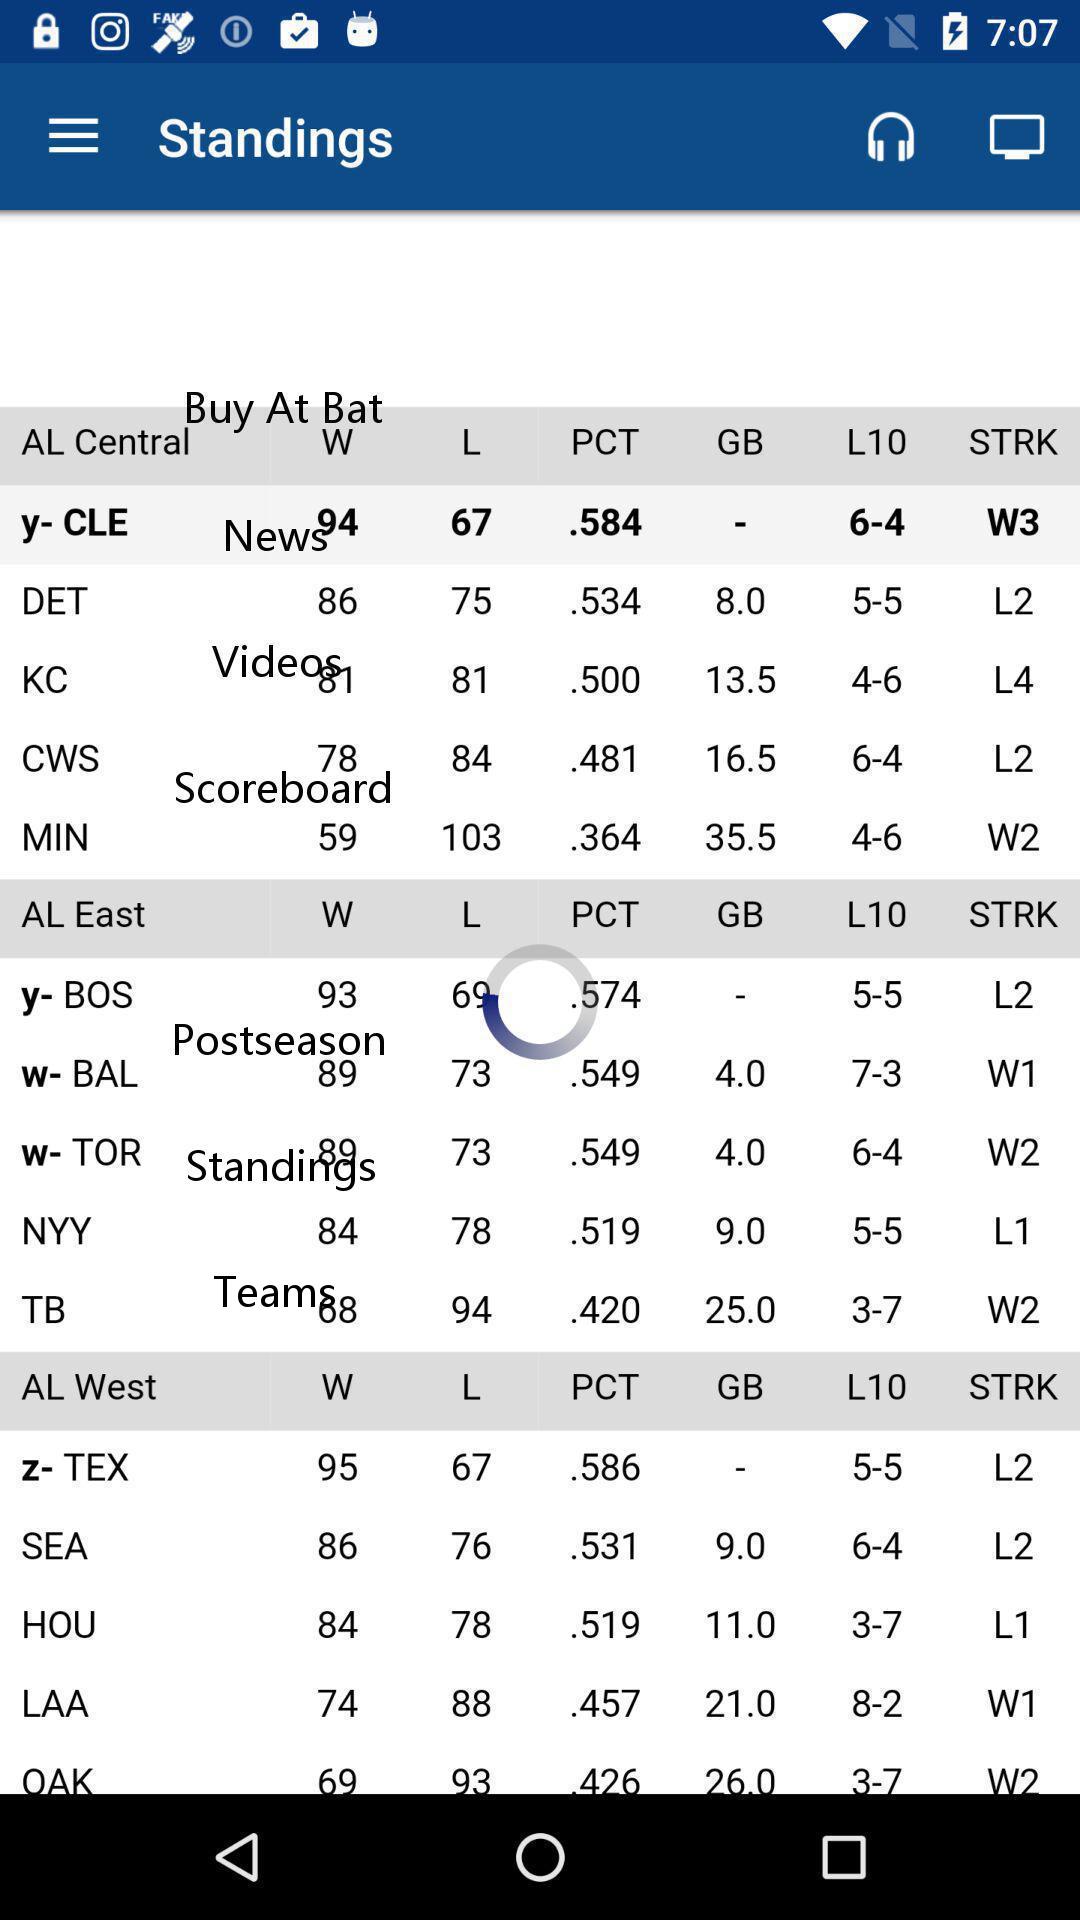 FAKE
7:07
Standings
Buy At Bat
AL Central W L PCT GB L10 STRK
y- CLE 94 67 .584 - 6-4 W3
News
DET 86 75 .534 8.0 5-5 L2
Videos
KC 81 81 .500 13.5 4-6 L4
CWS 78 84 .481 16.5 6-4 L2
Scoreboard
MIN 59 103 .364 35.5 4-6 W2
AL East W L PCT GB L10 STRK
y- BOS 93 69 .574 - 5-5 L2
Postseason
w- BAL 89 73 .549 4.0 7-3 W1
w- TOR 89 73 .549 4.0 6-4 W2
Standings
NYY 84 78 .519 9.0 5-5 L1
Teams
TB 68 94 .420 25.0 3-7 W2
AL West W L PCT GB L10 STRK
z- TEX 95 67 .586 - 5-5 L2
SEA 86 76 .531 9.0 6-4 L2
HOU 84 78 .519 11.0 3-7 L1
LAA 74 88 .457 21.0 8-2 W1
OAK 69 93 .426 26.0 3-7 W2